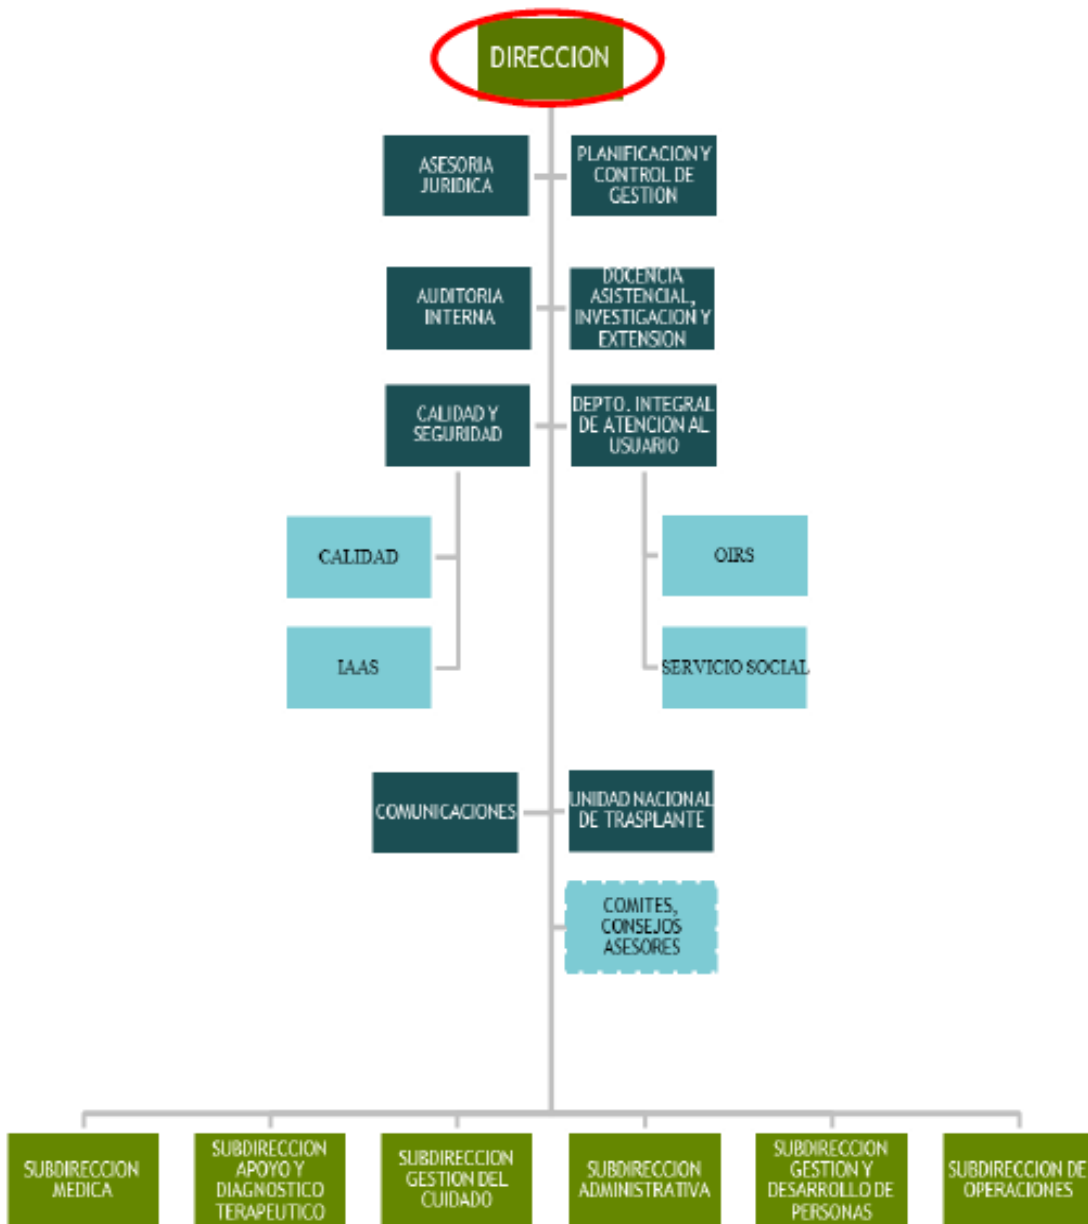 DIRECCION
ASESORIA
JURIDICA
PLANIFICACION Y
CONTROL DE
GESTION
AUDITORIA
INTERNA
DOCENCIA
ASISTENCIAL,
INVESTIGACION Y
EXTENSION
CALIDAD Y
SEGURIDAD
DEPTO. INTEGRAL
DE ATENCION AL
USUARIO
CALIDAD
OIRS
IAAS
SERVICIO SOCIAL
COMUNICACIONES
UNIDAD NACIONAL
DE TRASPLANTE
COMITES,
CONSEJOS
ASESORES
SUBDIRECCION
MEDICA
SUBDIRECCION
APOYO Y
DIAGNOSTICO
TERAPEUTICO
SUBDIRECCION
GESTION DEL
CUIDADO
SUBDIRECCION
ADMINISTRATIVA
SUBDIRECCION
GESTION Y
DESARROLLO DE
PERSONAS
SUBDIRECCION DE
OPERACIONES